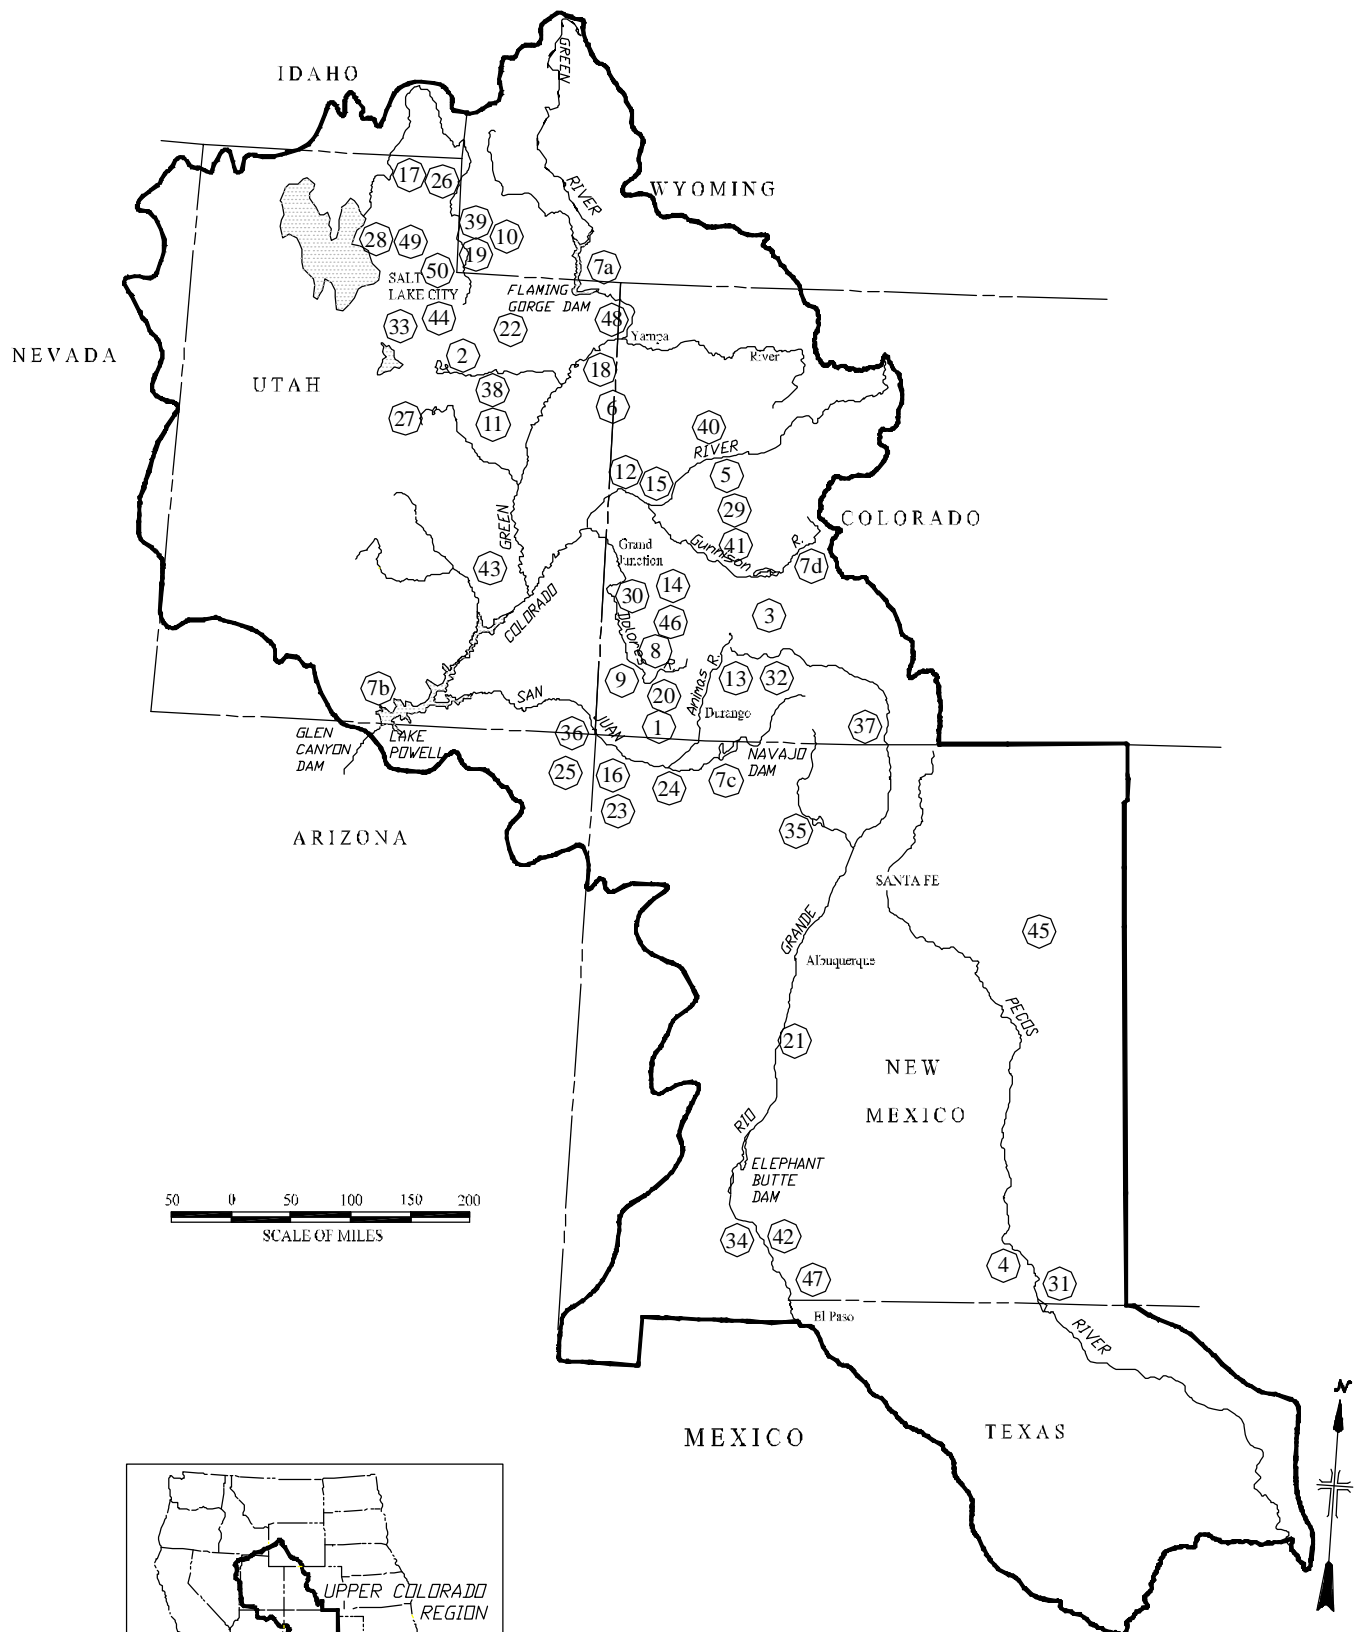 GREEN
IDAHO
17
26
RIVER
WYOMING
39
10
28
49
19
50
7a
SALT
LAKE CITY
FLAMING
GORGE DAM
44
33
22
48
Yampa
River
NEVADA
2
UTAH
18
38
6
27
11
40
RIVER
12
15
5
29
GREEN
COLORADO
41
Gunnison
R.
Grand
Junction
43
7d
14
30
COLORADO
3
46
Dolores
R.
8
Animas R.
9
13
32
7b
20
SAN
JUAN
Durango
1
37
36
GLEN
CANYON
DAM
LAKE
POWELL
NAVAJO
DAM
25
16
24
7c
23
35
ARIZONA
SANTA FE
GRANDE
45
Albuquerque
PECOS
21
NEW
MEXICO
RIO
ELEPHANT
BUTTE
DAM
50 0 50 100 150 200
SCALE OF MILES
34
42
4
47
31
El Paso
RIVER
N
MEXICO
TEXAS
UPPER COLORADO
REGION